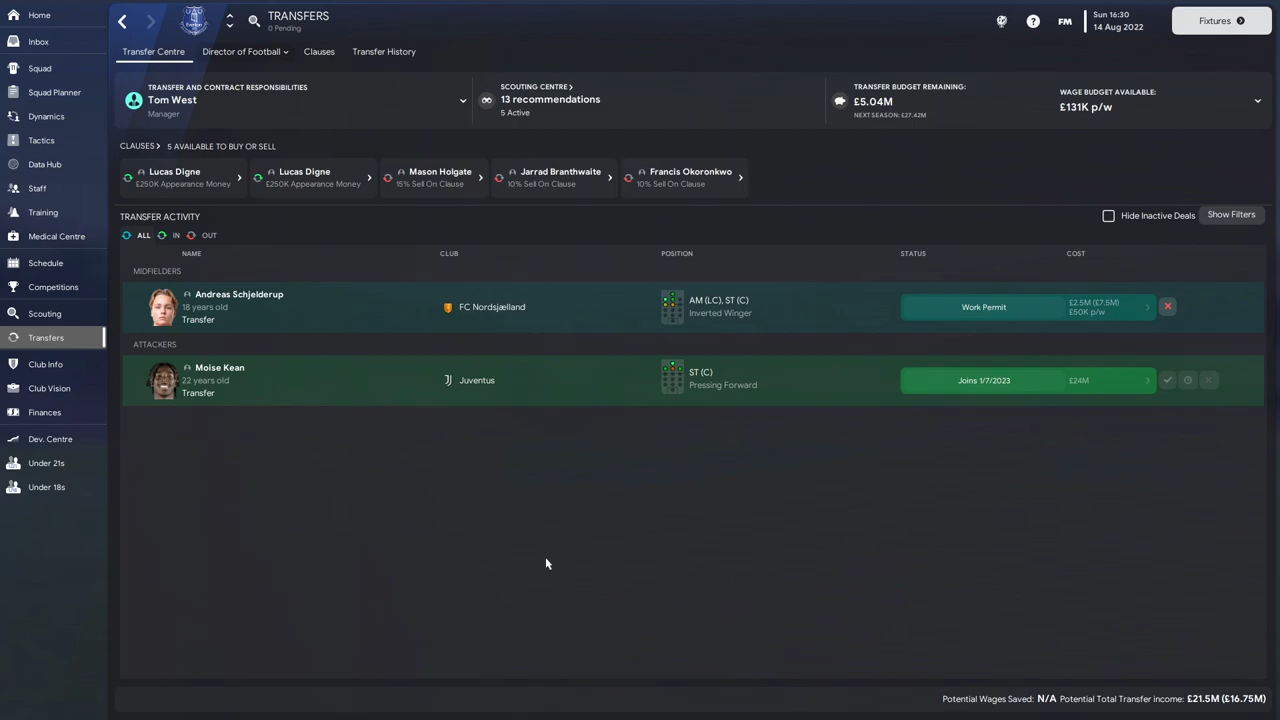 Home
Inbox
Squad
Squad Planner
Dynamics
Tactics
Data Hub
Staff
Training
Medical Centre
Schedule
Competitions
Scouting
Transfers
Club Info
Club Vision
Finances
Dev. Centre
Under 21s
Under 18s
TRANSFERS
0 Pending
FM
Sun 16:30
14 Aug 2022
Fixtures
Transfer Centre
Director of Football
Clauses
Transfer History
TRANSFER AND CONTRACT RESPONSIBILITIES
Tom West
Manager
SCOUTING CENTRE
13 recommendations
5 Active
TRANSFER BUDGET REMAINING:
£5.04M
NEXT SEASON: £27.42M
WAGE BUDGET AVAILABLE:
£131K p/w
CLAUSES 5 AVAILABLE TO BUY OR SELL
Lucas Digne
£250K Appearance Money
Lucas Digne
£250K Appearance Money
Mason Holgate
15% Sell On Clause
Jarrad Branthwaite
10% Sell On Clause
Francis Okoronkwo
10% Sell On Clause
TRANSFER ACTIVITY
Hide Inactive Deals
Show Filters
ALL IN OUT
NAME CLUB POSITION STATUS COST
MIDFIELDERS
Andreas Schjelderup
18 years old
Transfer
FC Nordsjælland
AM (LC), ST (C)
Inverted Winger
Work Permit
£2.5M (£7.5M)
£50K p/w
ATTACKERS
Moise Kean
22 years old
Transfer
Juventus
ST (C)
Pressing Forward
Joins 1/7/2023
£24M
Potential Wages Saved: N/A Potential Total Transfer income: £21.5M (£16.75M)